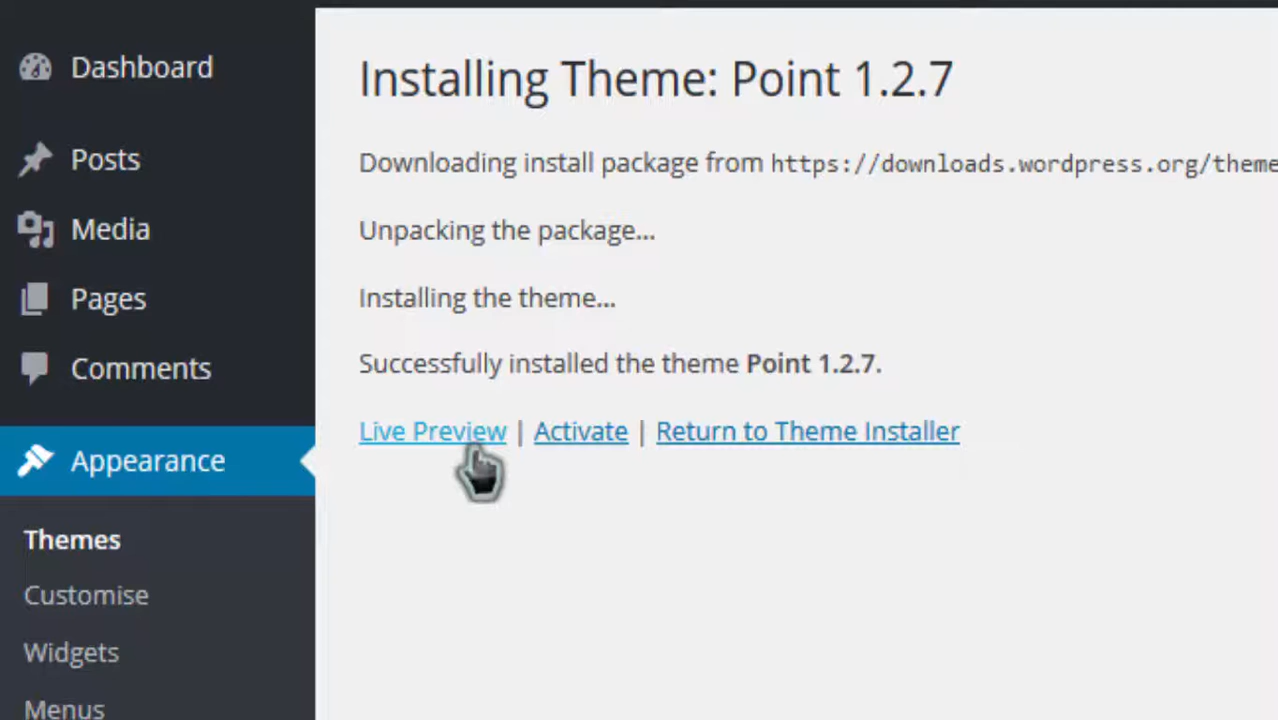 Dashboard
Posts
Media
Pages
Comments
Appearance
Themes
Customise
Widgets
Menus
Installing Theme: Point 1.2.7
Downloading install package from https://downloads.wordpress.org/theme
Unpacking the package...
Installing the theme...
Successfully installed the theme Point 1.2.7.
Live Preview | Activate | Return to Theme Installer